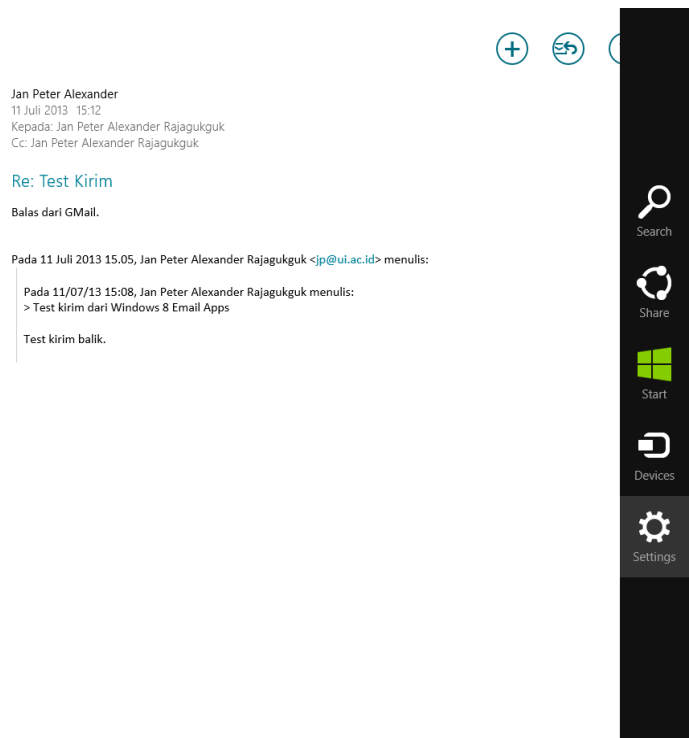 Jan Peter Alexander
11 Juli 2013 15:12
Kepada: Jan Peter Alexander Rajagukguk
Cc: Jan Peter Alexander Rajagukguk
Re: Test Kirim
Balas dari GMail.
Pada 11 Juli 2013 15.05, Jan Peter Alexander Rajagukguk <jp@ui.ac.id> menulis:
Pada 11/07/13 15:08, Jan Peter Alexander Rajagukguk menulis:
> Test kirim dari Windows 8 Email Apps
Test kirim balik.
Search
Share
Start
Devices
Settings